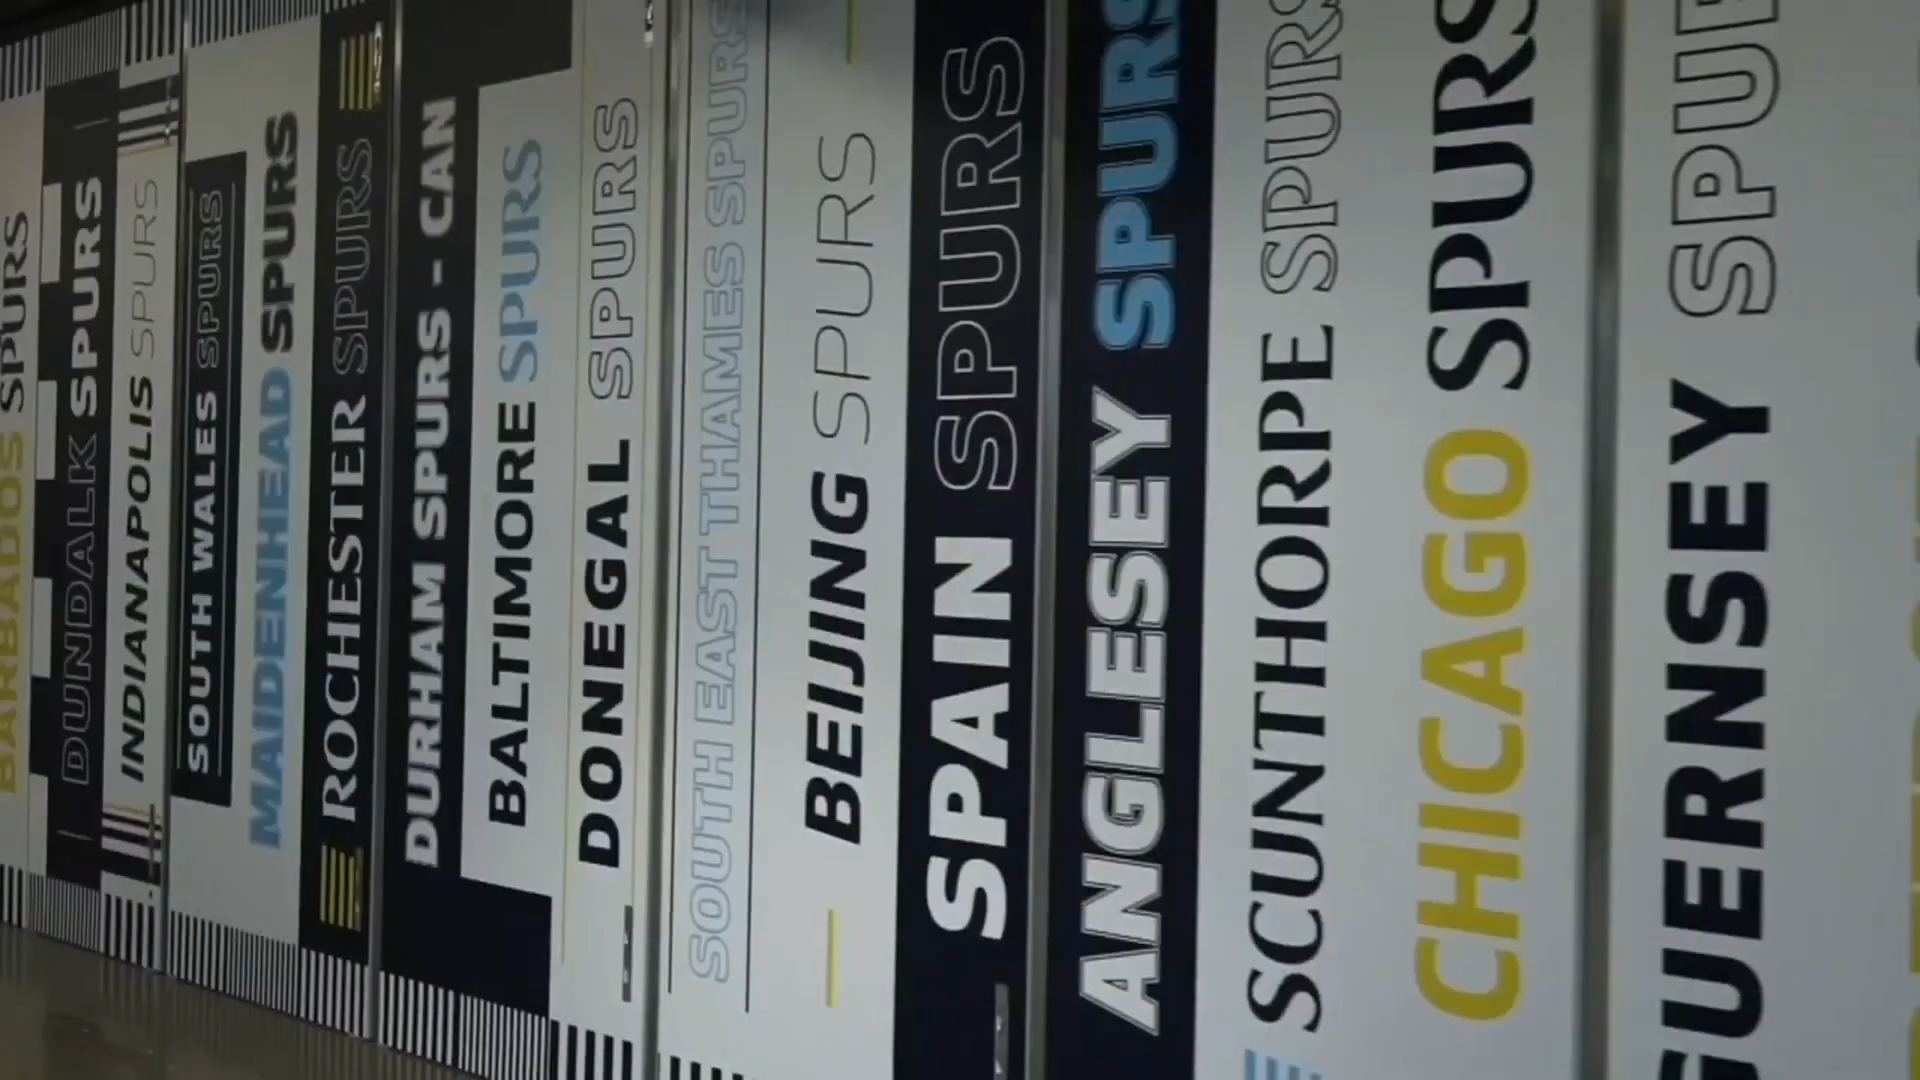 BARBADOS SPURS
DUNDALK SPURS
INDIANAPOLIS SPURS
SOUTH WALES SPURS
MAIDENHEAD SPURS
ROCHESTER SPURS
DURHAM SPURS - CAN
BALTIMORE SPURS
DONEGAL SPURS
SOUTH EAST THAMES SPURS
BEIJING SPURS
SPAIN SPURS
ANGLESEY SPURS
SCUNTHORPE SPURS
CHICAGO SPURS
GUERNSEY SPUR